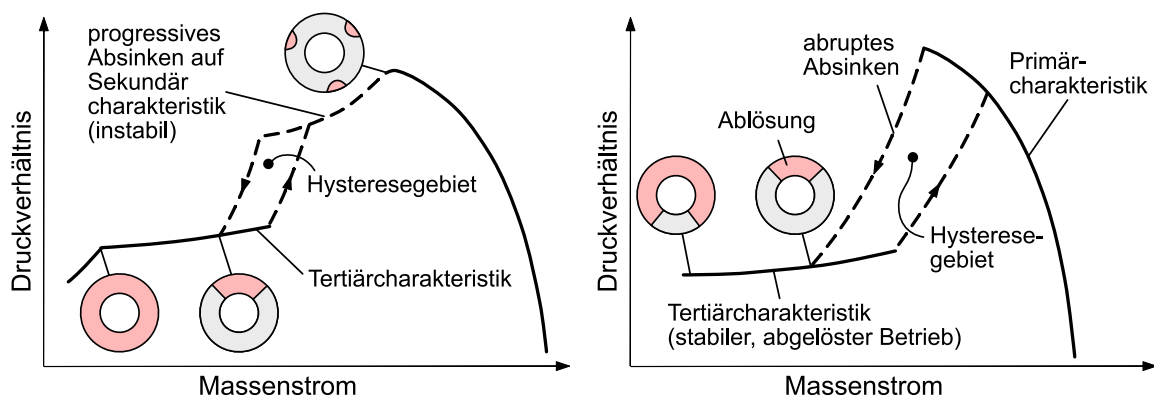 progressives
Absinken auf
Sekundär
charakteristik
(instabil)
Hysteresegebiet
Tertiärcharakteristik
Druckverhältnis
Massenstrom
abruptes
Absinken
Primär-
charakteristik
Ablösung
Hysterese-
gebiet
Tertiärcharakteristik
(stabiler, abgelöster Betrieb)
Druckverhältnis
Massenstrom